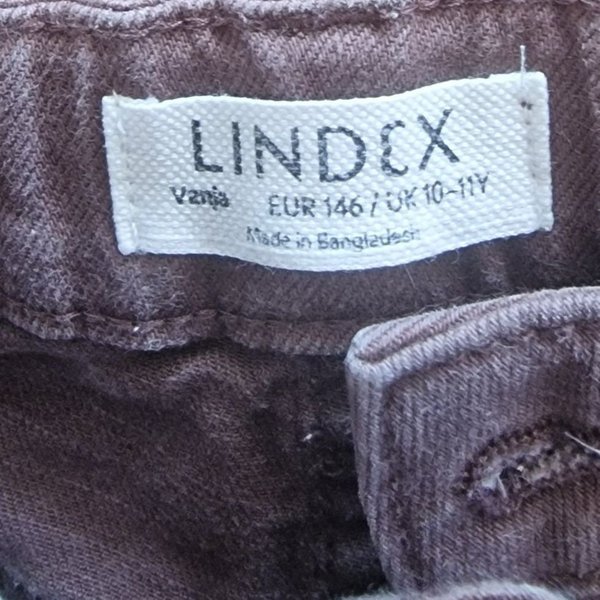 LINDEX
Vanja EUR 146 / UK 10-11Y
Made in Bangladesh